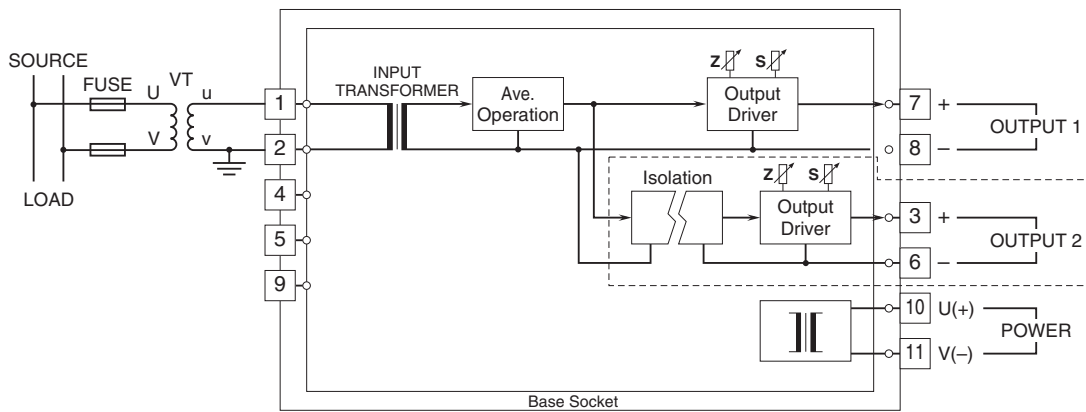 SOURCE
FUSE
VT
U
u
V
v
LOAD
1
2
4
5
9
INPUT
TRANSFORMER
Ave.
Operation
Z
S
Output
Driver
Isolation
Z
S
Output
Driver
7
+
8
–
OUTPUT 1
3
+
6
–
OUTPUT 2
10
U(+)
11
V(–)
POWER
Base Socket